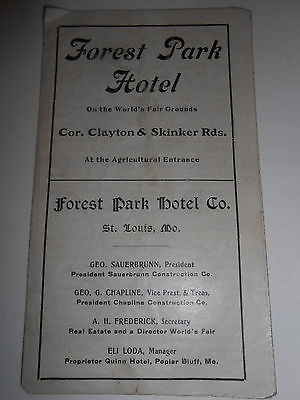 Forest Park
Hotel
On the World's Fair Grounds
Cor. Clayton & Skinker Rds.
At the Agricultural Entrance
Forest Park Hotel Co.
St. Louis, Mo.
GEO. SAUERBRUNN, President
President Sauerbrunn Construction Co.
GEO. G. CHAPLINE, Vice Prest. & Treas.
President Chapline Construction Co.
A. H. FREDERICK, Secretary
Real Estate and a Director World's Fair
ELI LODA, Manager
Proprietor Quinn Hotel, Poplar Bluff, Mo.